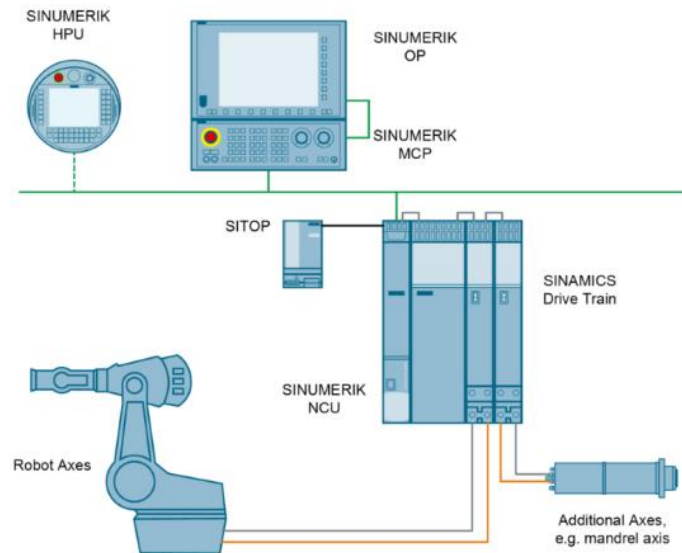 SINUMERIK
HPU
SINUMERIK
OP
SINUMERIK
MCP
SITOP
SINAMICS
Drive Train
SINUMERIK
NCU
Robot Axes
Additional Axes,
e.g. mandrel axis